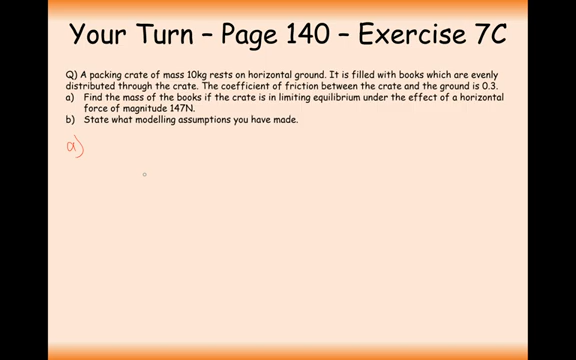 Your Turn – Page 140 – Exercise 7C
Q) A packing crate of mass 10kg rests on horizontal ground. It is filled with books which are evenly
distributed through the crate. The coefficient of friction between the crate and the ground is 0.3.
a) Find the mass of the books if the crate is in limiting equilibrium under the effect of a horizontal
force of magnitude 147N.
b) State what modelling assumptions you have made.
a)